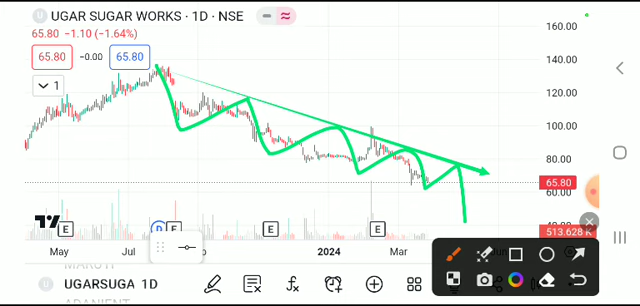 UGAR SUGAR WORKS · 1D · NSE
65.80 −1.10 (−1.64%)
65.80 −0.00 65.80
1
160.00
140.00
120.00
100.00
80.00
65.80
60.00
513.628 K
E D E E E
May Jul 2024 Mar
UGARSUGA 1D